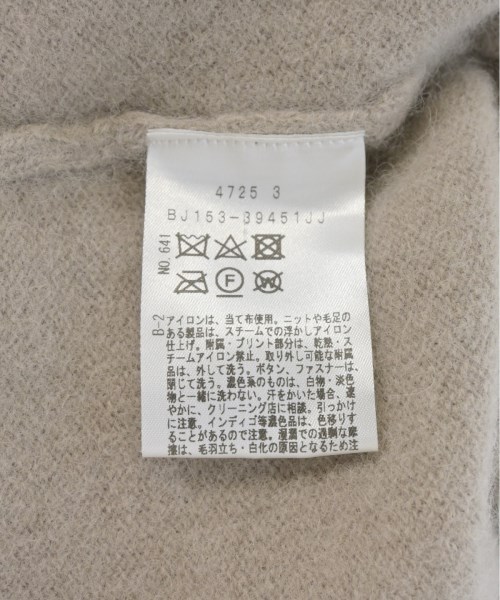 4725 3
BJ153-39451JJ
NO.641
F
W
B-2
アイロンは、当て布使用。ニットや毛足の
ある製品は、スチームでの浮かしアイロン
仕上げ。附属・プリント部分は、乾熱・ス
チームアイロン禁止。取り外し可能な附属
品は、外して洗う。ボタン、ファスナーは、
閉じて洗う。濃色系のものは、白物・淡色
物と一緒に洗わない。汗をかいた場合、速
やかに、クリーニング店に相談。引っかけ
に注意。インディゴ等濃色品は、色移りす
ることがあるので注意。湿潤での過剰な摩
擦は、毛羽立ち・白化の原因となるため注